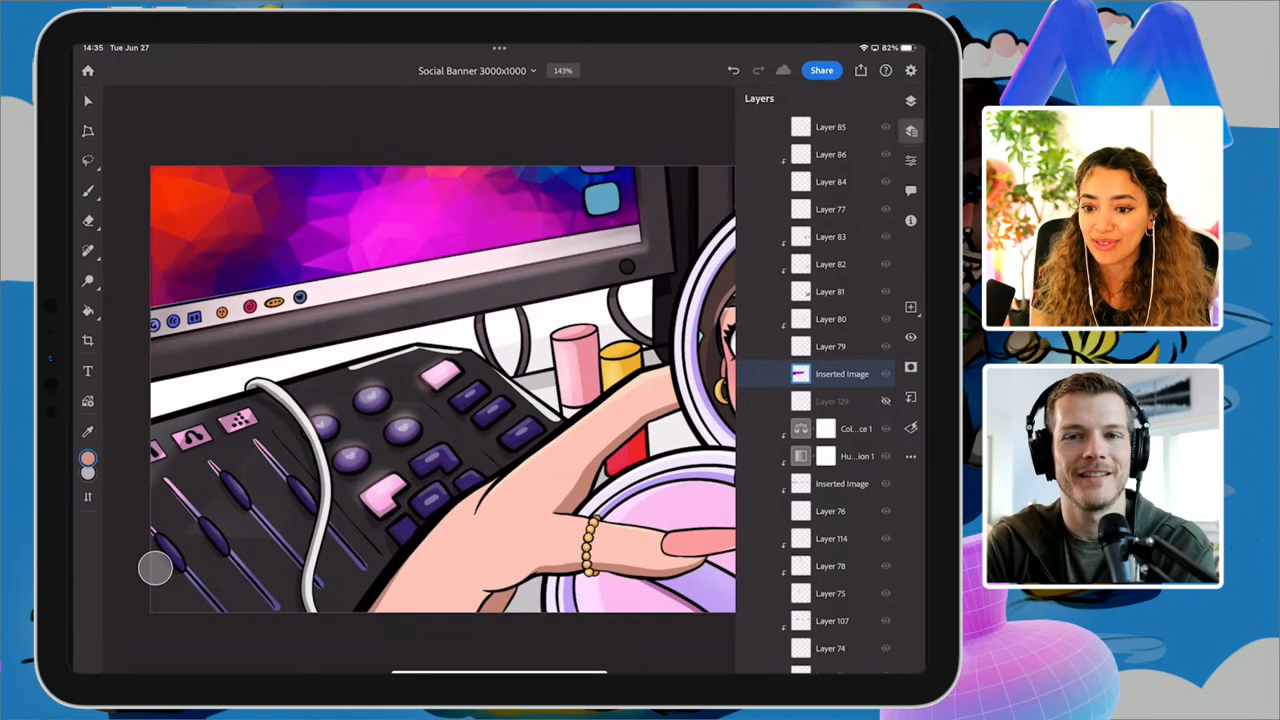 14:35 Tue Jun 27
82%
Social Banner 3000x1000
143%
Share
Layers
Layer 85
Layer 86
Layer 84
Layer 77
Layer 83
Layer 82
Layer 81
Layer 80
Layer 79
Inserted Image
Layer 129
Col...ce 1
Hu...ion 1
Inserted Image
Layer 76
Layer 114
Layer 78
Layer 75
Layer 107
Layer 74
T